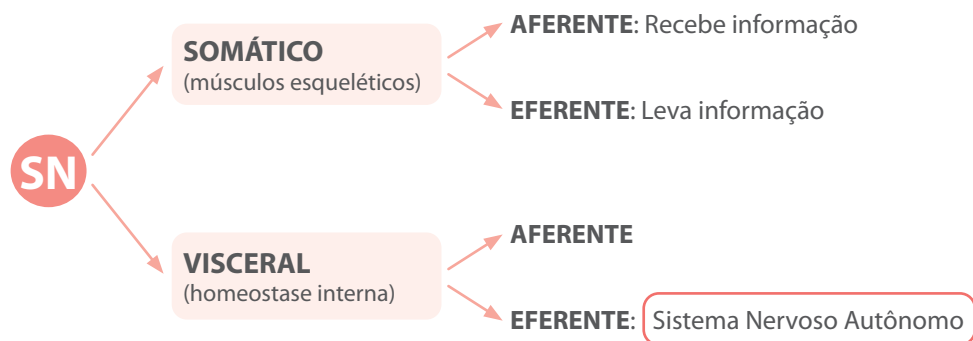 AFERENTE: Recebe informação
SOMÁTICO
(músculos esqueléticos)
EFERENTE: Leva informação
SN
AFERENTE
VISCERAL
(homeostase interna)
EFERENTE: Sistema Nervoso Autônomo